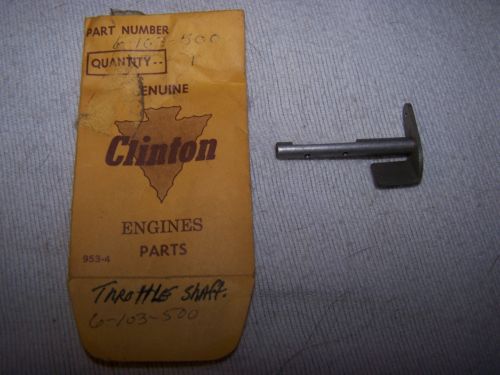 PART NUMBER
6-103-500
QUANTITY-- 1
ENUINE
Clinton
ENGINES
PARTS
953-4
THROTTLE Shaft.
6-103-500